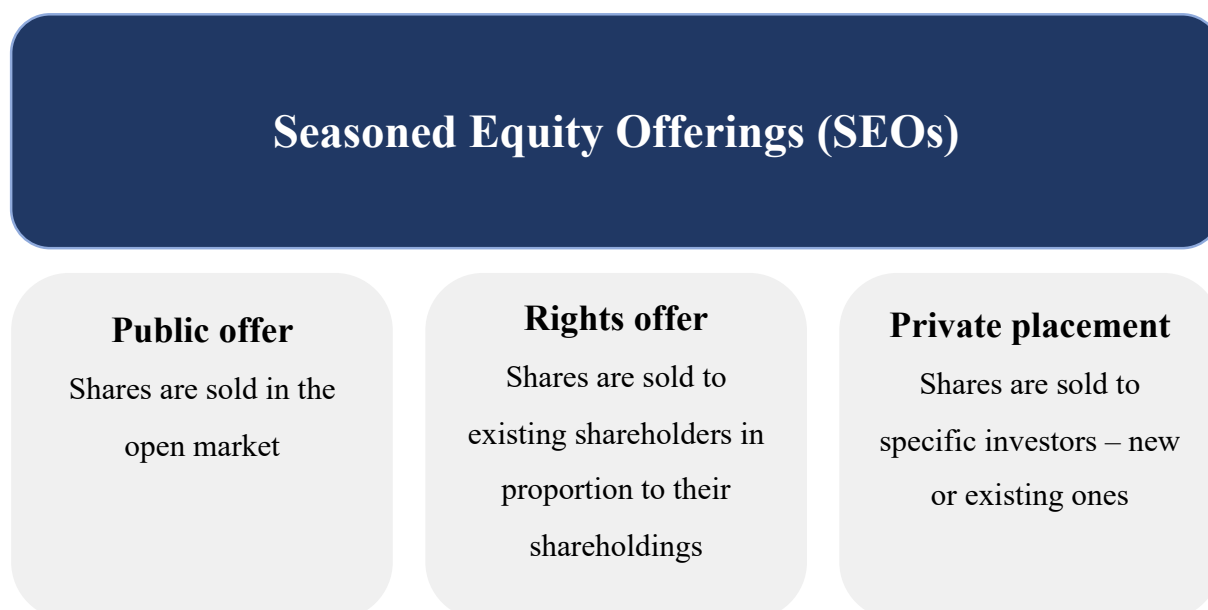 Seasoned Equity Offerings (SEOs)
Public offer
Shares are sold in the
open market
Rights offer
Shares are sold to
existing shareholders in
proportion to their
shareholdings
Private placement
Shares are sold to
specific investors – new
or existing ones